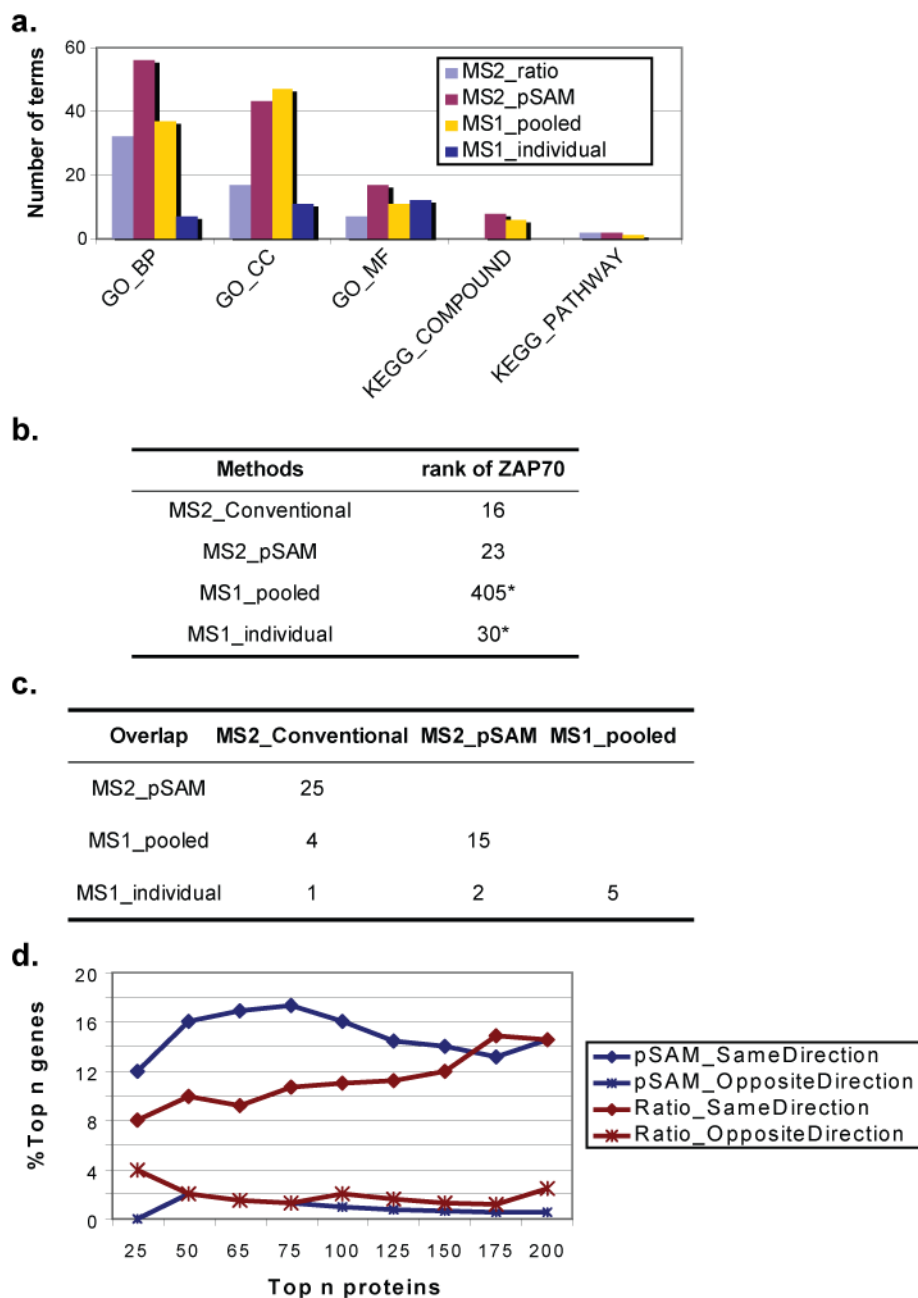 a.
60
40
20
0
Number of terms
MS2_ratio
MS2_pSAM
MS1_pooled
MS1_individual
GO_BP
GO_CC
GO_MF
KEGG_COMPOUND
KEGG_PATHWAY
b.
Methods rank of ZAP70
MS2_Conventional 16
MS2_pSAM 23
MS1_pooled 405*
MS1_individual 30*
c.
Overlap MS2_Conventional MS2_pSAM MS1_pooled
MS2_pSAM 25
MS1_pooled 4 15
MS1_individual 1 2 5
d.
20
16
12
8
4
0
%Top n genes
25 50 65 75 100 125 150 175 200
Top n proteins
pSAM_SameDirection
pSAM_OppositeDirection
Ratio_SameDirection
Ratio_OppositeDirection